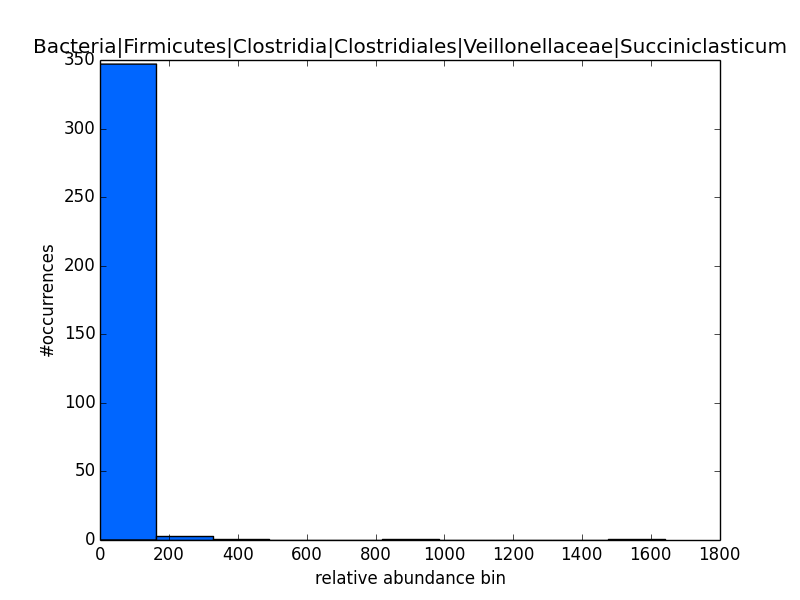 Bacteria|Firmicutes|Clostridia|Clostridiales|Veillonellaceae|Succiniclasticum
350
300
250
200
150
100
50
0
#occurrences
0 200 400 600 800 1000 1200 1400 1600 1800
relative abundance bin